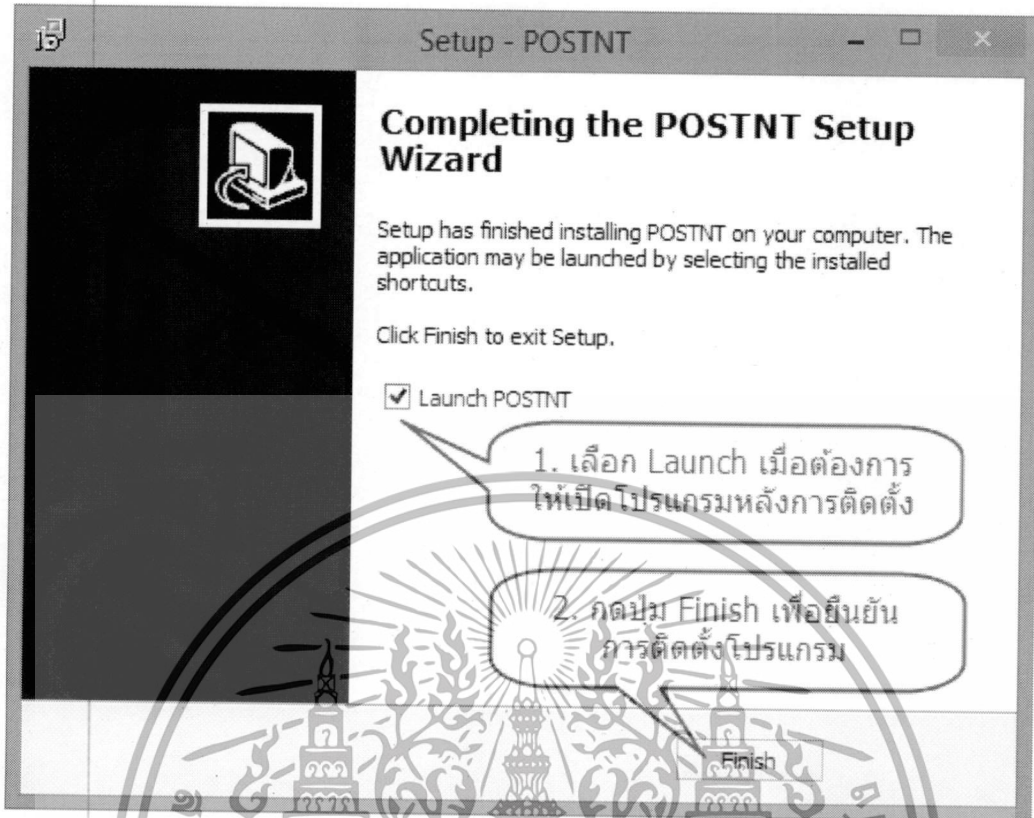 Setup - POSTNT
Completing the POSTNT Setup
Wizard
Setup has finished installing POSTNT on your computer. The
application may be launched by selecting the installed
shortcuts.
Click Finish to exit Setup.
Launch POSTNT
1. เลือก Launch เมื่อต้องการ
ให้เปิดโปรแกรมหลังการติดตั้ง
2. กดปุ่ม Finish เพื่อยืนยัน
การติดตั้งโปรแกรม
Finish